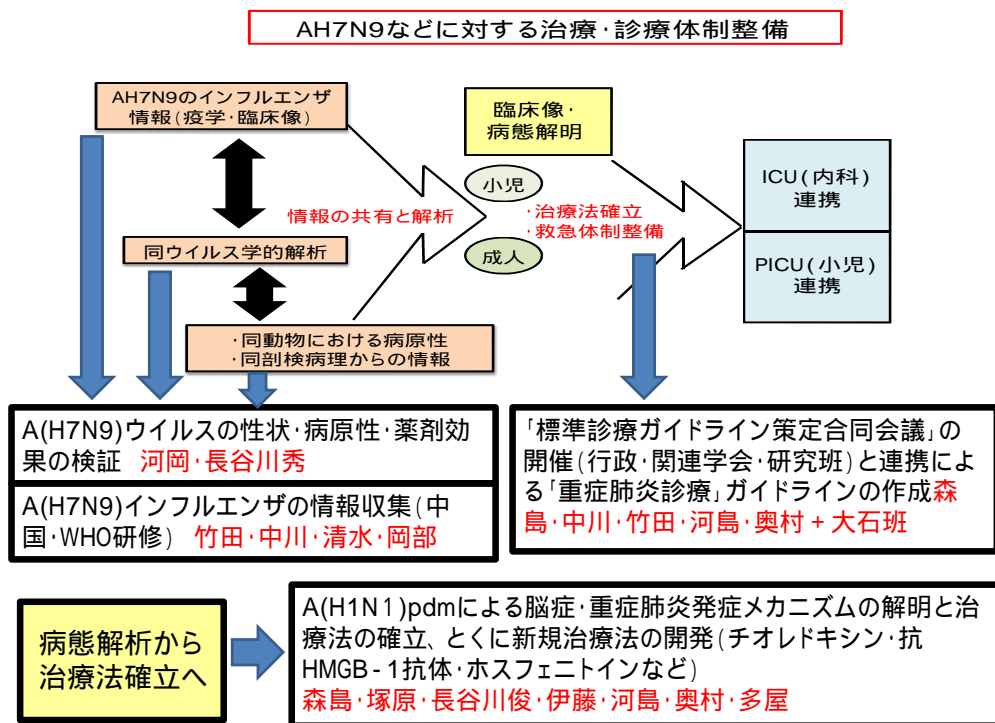 AH7N9などに対する治療・診療体制整備
AH7N9のインフルエンザ
情報(疫学・臨床像)
臨床像・
病態解明
小児
ICU(内科)
連携
情報の共有と解析
・治療法確立
・救急体制整備
同ウイルス学的解析
成人
PICU(小児)
連携
・同動物における病原性
・同剖検病理からの情報
A(H7N9)ウイルスの性状・病原性・薬剤効
果の検証 河岡・長谷川秀
A(H7N9)インフルエンザの情報収集(中
国・WHO研修) 竹田・中川・清水・岡部
「標準診療ガイドライン策定合同会議」の
開催(行政・関連学会・研究班)と連携によ
る「重症肺炎診療」ガイドラインの作成森
島・中川・竹田・河島・奥村+大石班
病態解析から
治療法確立へ
A(H1N1)pdmによる脳症・重症肺炎発症メカニズムの解明と治
療法の確立、とくに新規治療法の開発(チオレドキシン・抗
HMGB-1抗体・ホスフェニトインなど)
森島・塚原・長谷川俊・伊藤・河島・奥村・多屋